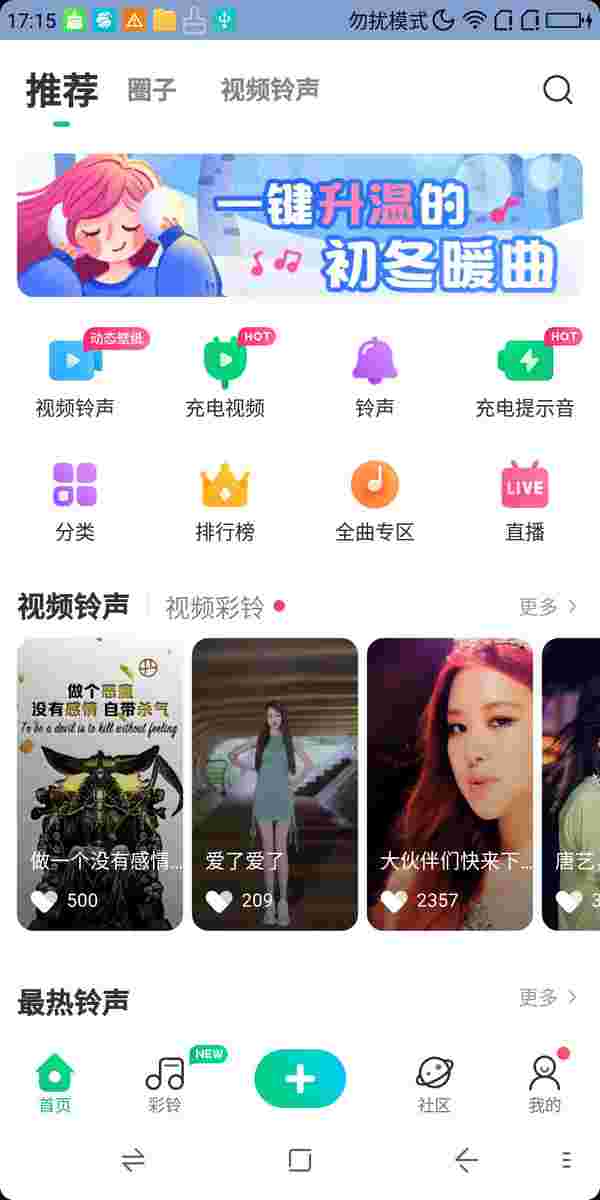 17:15
勿扰模式
推荐 圈子 视频铃声
一键升温的
初冬暖曲
动态壁纸 HOT HOT
视频铃声 充电视频 铃声 充电提示音
LIVE
分类 排行榜 全曲专区 直播
视频铃声 视频彩铃 更多
做个恶魔
没有感情 自带杀气
To be a devil is to kill without feeling
做一个没有感情... 爱了爱了 大伙伴们快来下... 唐艺
500 209 2357 3
最热铃声 更多
NEW
首页 彩铃 社区 我的